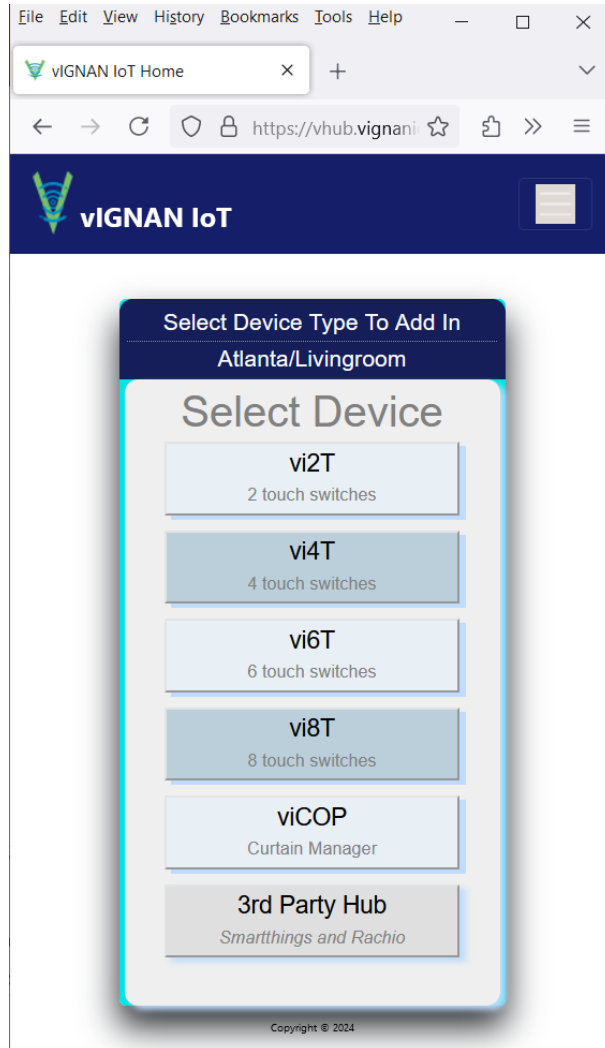 File Edit View History Bookmarks Tools Help
vIGNAN IoT Home
https://vhub.vignani
vIGNAN IoT
Select Device Type To Add In
Atlanta/Livingroom
Select Device
vi2T
2 touch switches
vi4T
4 touch switches
vi6T
6 touch switches
vi8T
8 touch switches
viCOP
Curtain Manager
3rd Party Hub
Smartthings and Rachio
Copyright © 2024